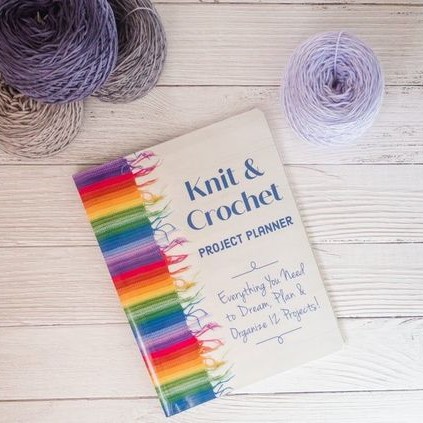 Knit &
Crochet
PROJECT PLANNER
Everything You Need
to Dream, Plan &
Organize 12 Projects!